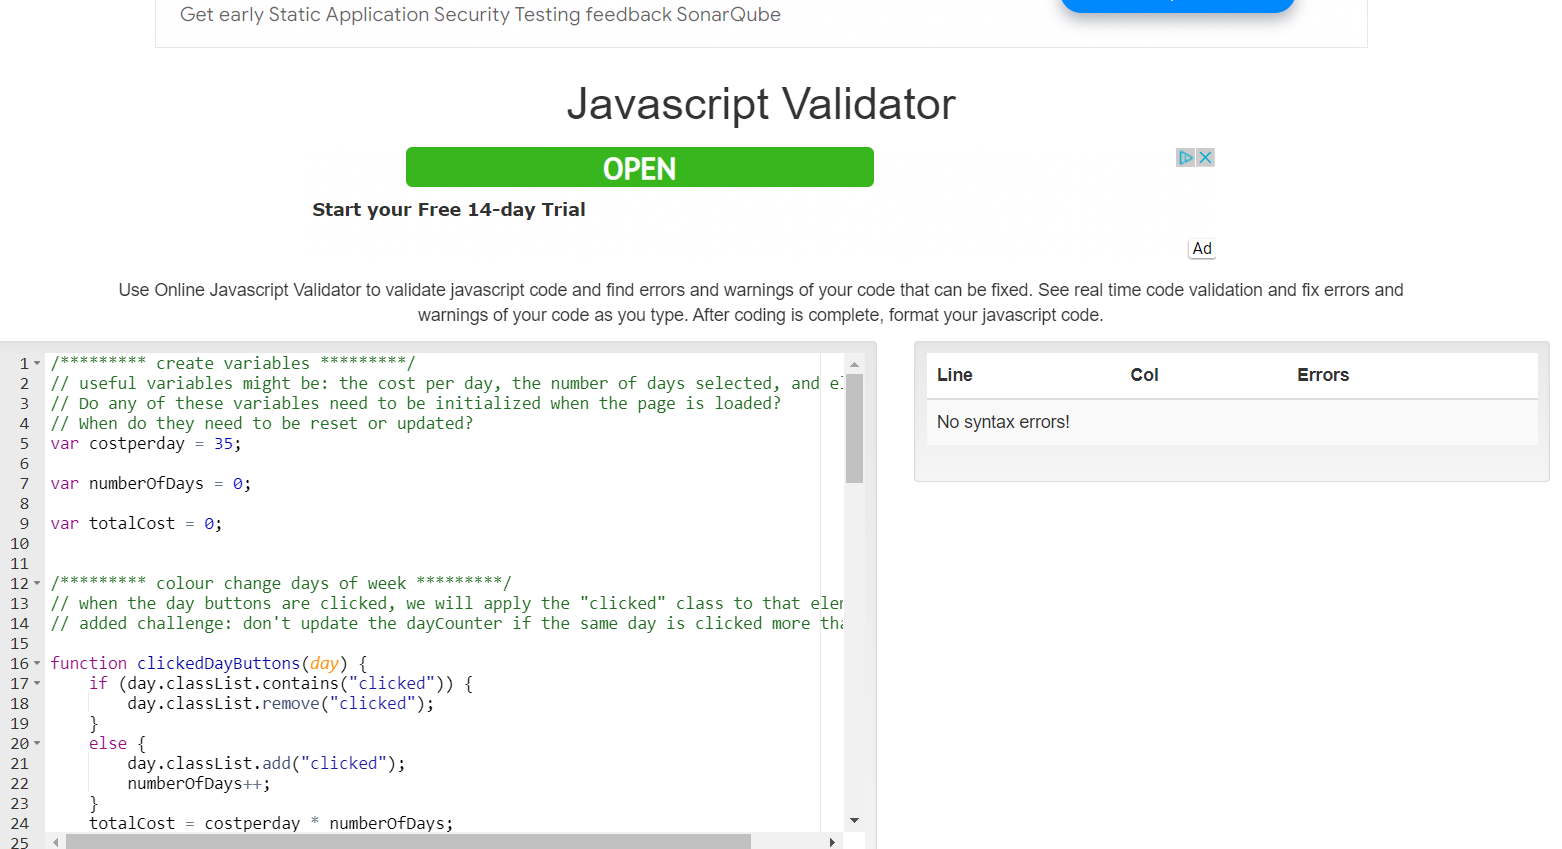 Get early Static Application Security Testing feedback SonarQube
Javascript Validator
OPEN
Start your Free 14-day Trial
Ad
Use Online Javascript Validator to validate javascript code and find errors and warnings of your code that can be fixed. See real time code validation and fix errors and
warnings of your code as you type. After coding is complete, format your javascript code.
1 /********* create variables *********/
2 // useful variables might be: the cost per day, the number of days selected, and
3 // Do any of these variables need to be initialized when the page is loaded?
4 // When do they need to be reset or updated?
5 var costperday = 35;
6
7 var numberOfDays = 0;
8
9 var totalCost = 0;
10
11
12 /********* colour change days of week *********/
13 // when the day buttons are clicked, we will apply the "clicked" class to that
14 // added challenge: don't update the dayCounter if the same day is clicked more
15
16 function clickedDayButtons(day) {
17 if (day.classList.contains("clicked")) {
18 day.classList.remove("clicked");
19 }
20 else {
21 day.classList.add("clicked");
22 numberOfDays++;
23 }
24 totalCost = costperday * numberOfDays;
25
Line Col Errors
No syntax errors!